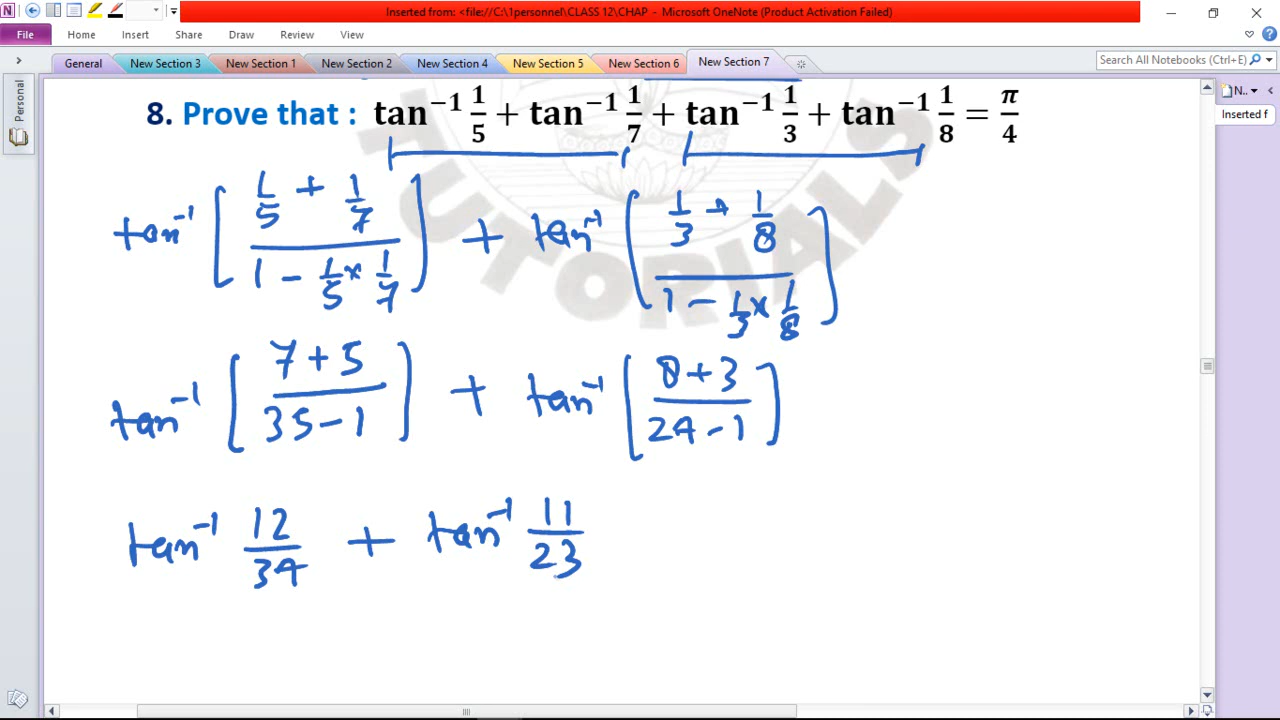 Inserted from: <file://C:\1personnel\CLASS 12\CHAP - Microsoft OneNote (Product Activation Failed)
File Home Insert Share Draw Review View
General New Section 3 New Section 1 New Section 2 New Section 4 New Section 5 New Section 6 New Section 7 Search All Notebooks (Ctrl+E)
Personal
N..
Inserted f
8. Prove that : tan⁻¹ 1/5 + tan⁻¹ 1/7 + tan⁻¹ 1/3 + tan⁻¹ 1/8 = π/4
tan⁻¹ [(1/5 + 1/7)/(1 - 1/5 × 1/7)] + tan⁻¹ [(1/3 + 1/8)/(1 - 1/3 × 1/8)]
tan⁻¹ [(7 + 5)/(35 - 1)] + tan⁻¹ [(8 + 3)/(24 - 1)]
tan⁻¹ 12/34 + tan⁻¹ 11/23
TUTORIALS